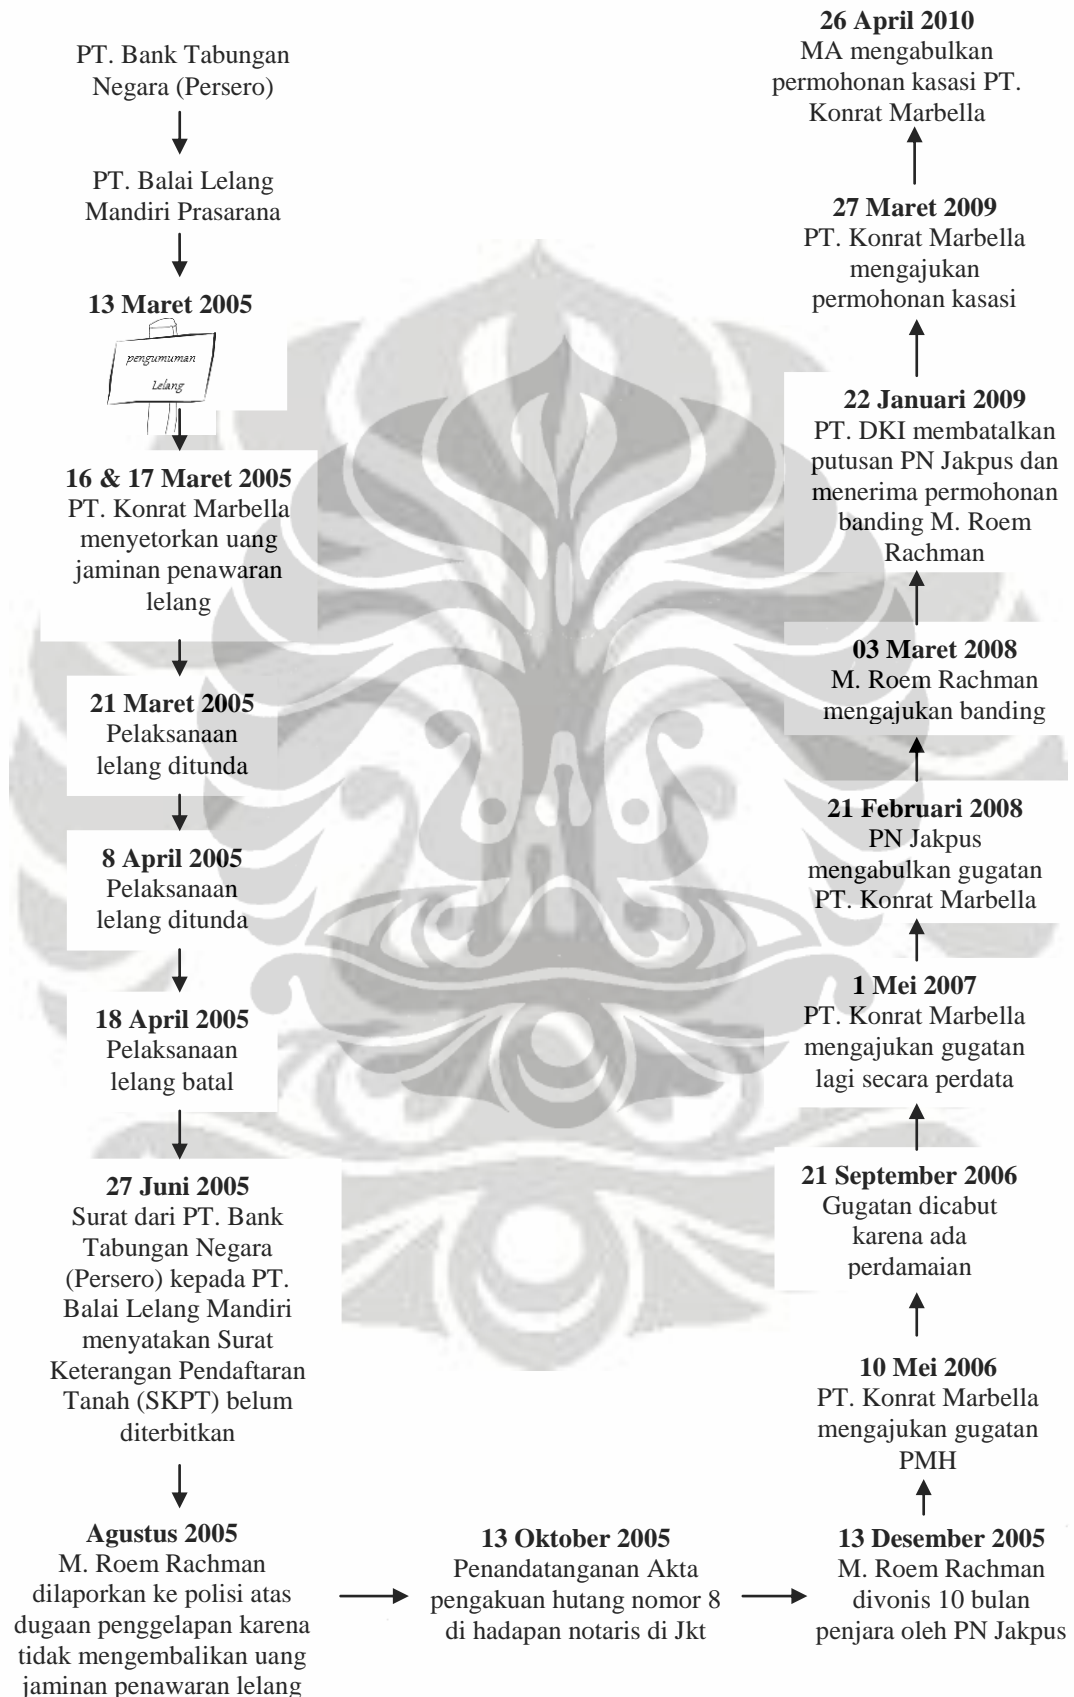 PT. Bank Tabungan
Negara (Persero)
PT. Balai Lelang
Mandiri Prasarana
13 Maret 2005
pengumuman
Lelang
16 & 17 Maret 2005
PT. Konrat Marbella
menyetorkan uang
jaminan penawaran
lelang
21 Maret 2005
Pelaksanaan
lelang ditunda
8 April 2005
Pelaksanaan
lelang ditunda
18 April 2005
Pelaksanaan
lelang batal
27 Juni 2005
Surat dari PT. Bank
Tabungan Negara
(Persero) kepada PT.
Balai Lelang Mandiri
menyatakan Surat
Keterangan Pendaftaran
Tanah (SKPT) belum
diterbitkan
Agustus 2005
M. Roem Rachman
dilaporkan ke polisi atas
dugaan penggelapan karena
tidak mengembalikan uang
jaminan penawaran lelang
13 Oktober 2005
Penandatanganan Akta
pengakuan hutang nomor 8
di hadapan notaris di Jkt
13 Desember 2005
M. Roem Rachman
divonis 10 bulan
penjara oleh PN Jakpus
10 Mei 2006
PT. Konrat Marbella
mengajukan gugatan
PMH
21 September 2006
Gugatan dicabut
karena ada
perdamaian
1 Mei 2007
PT. Konrat Marbella
mengajukan gugatan
lagi secara perdata
21 Februari 2008
PN Jakpus
mengabulkan gugatan
PT. Konrat Marbella
03 Maret 2008
M. Roem Rachman
mengajukan banding
22 Januari 2009
PT. DKI membatalkan
putusan PN Jakpus dan
menerima permohonan
banding M. Roem
Rachman
27 Maret 2009
PT. Konrat Marbella
mengajukan
permohonan kasasi
26 April 2010
MA mengabulkan
permohonan kasasi PT.
Konrat Marbella